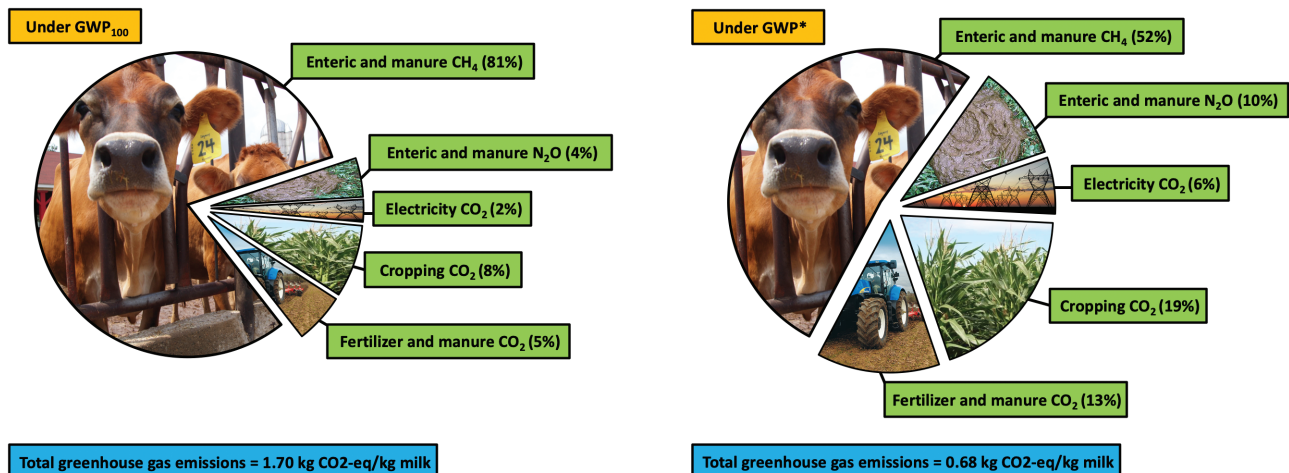 Under GWP₁₀₀
Enteric and manure CH₄ (81%)
24
Enteric and manure N₂O (4%)
Electricity CO₂ (2%)
Cropping CO₂ (8%)
Fertilizer and manure CO₂ (5%)
Total greenhouse gas emissions = 1.70 kg CO2-eq/kg milk
Under GWP*
Enteric and manure CH₄ (52%)
24
Enteric and manure N₂O (10%)
Electricity CO₂ (6%)
Cropping CO₂ (19%)
Fertilizer and manure CO₂ (13%)
Total greenhouse gas emissions = 0.68 kg CO2-eq/kg milk